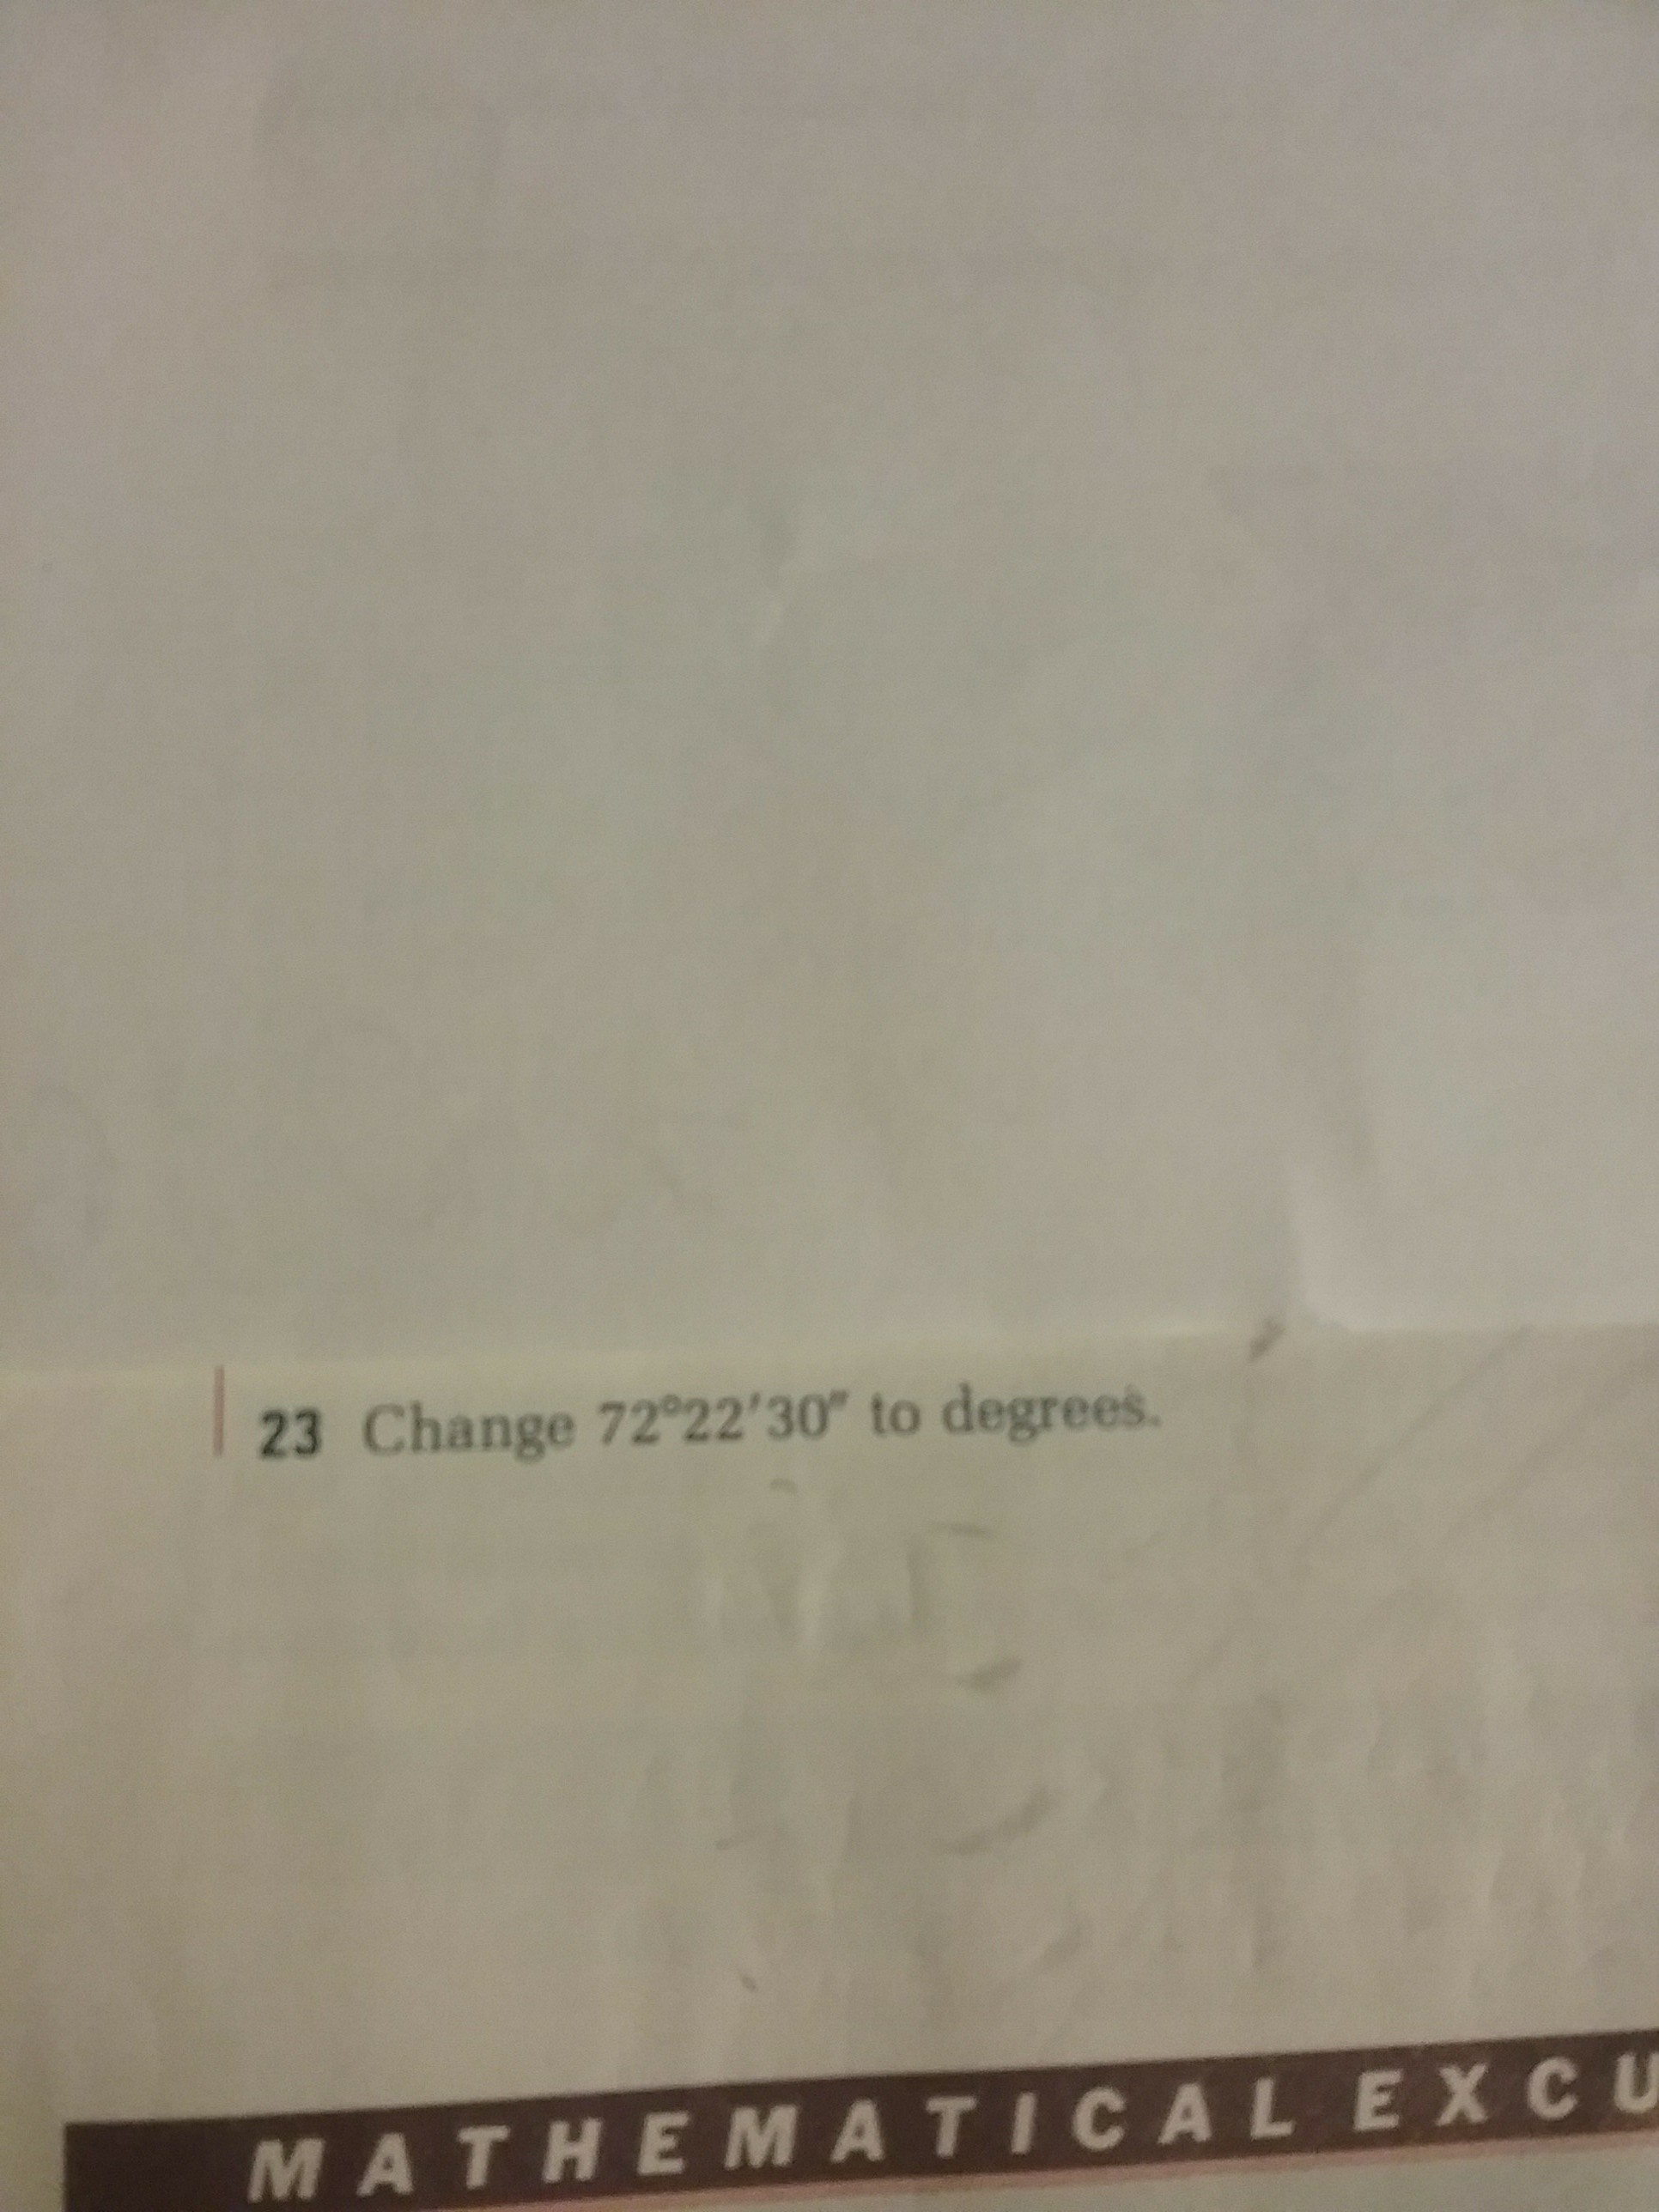 23 Change 72°22′30″ to degrees.
MATHEMATICAL EXCU